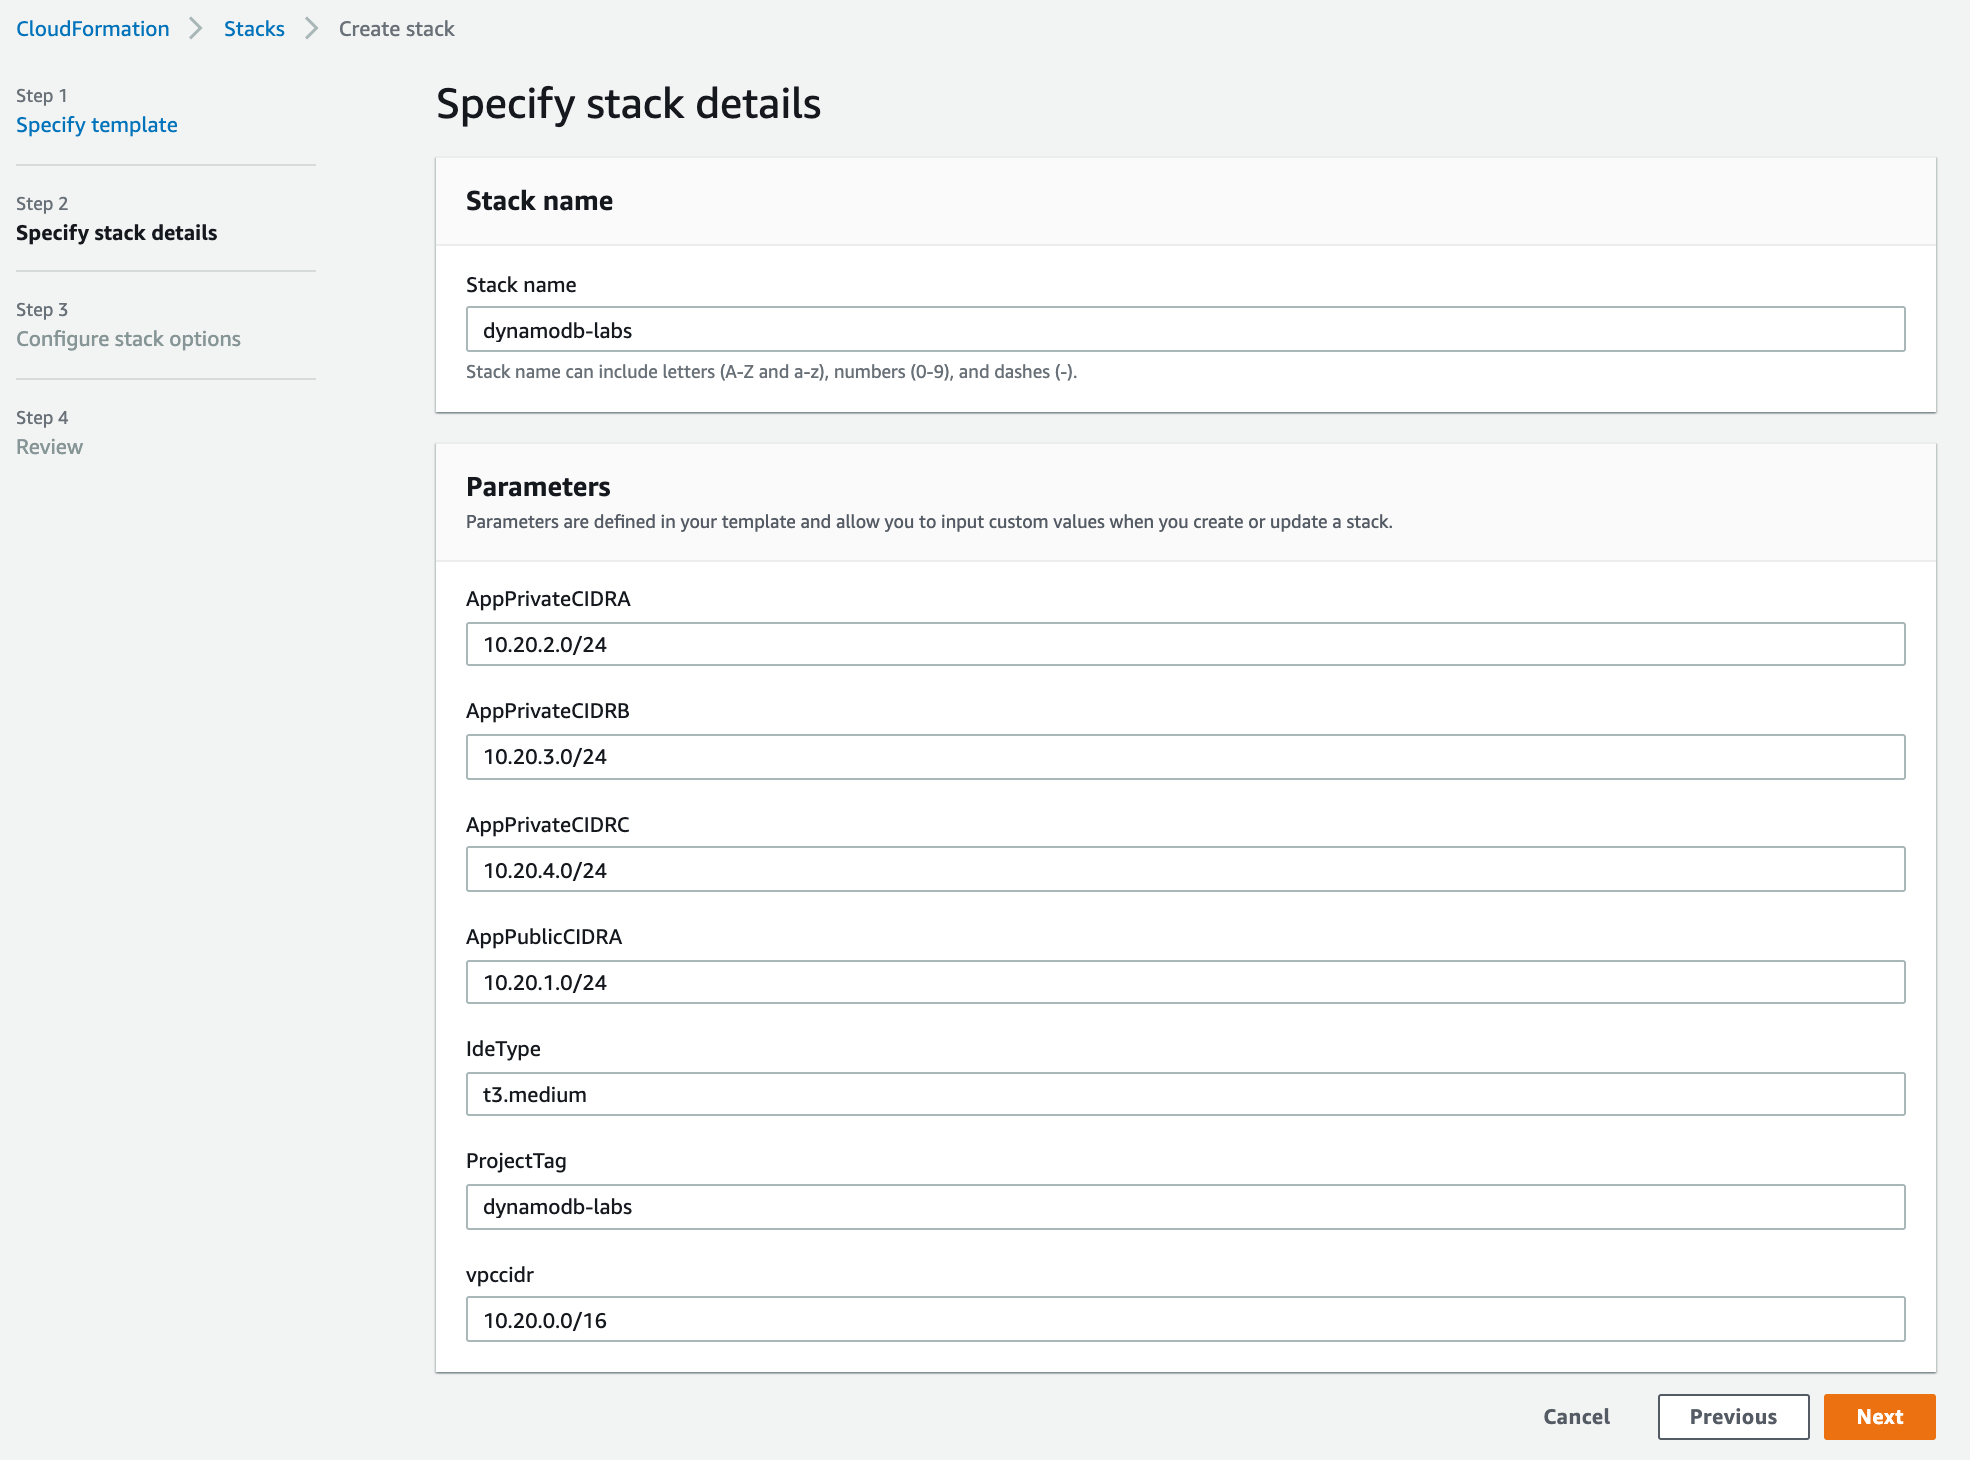 CloudFormation Stacks Create stack
Step 1
Specify template
Step 2
Specify stack details
Step 3
Configure stack options
Step 4
Review
Specify stack details
Stack name
Stack name
dynamodb-labs
Stack name can include letters (A-Z and a-z), numbers (0-9), and dashes (-).
Parameters
Parameters are defined in your template and allow you to input custom values when you create or update a stack.
AppPrivateCIDRA
10.20.2.0/24
AppPrivateCIDRB
10.20.3.0/24
AppPrivateCIDRC
10.20.4.0/24
AppPublicCIDRA
10.20.1.0/24
IdeType
t3.medium
ProjectTag
dynamodb-labs
vpccidr
10.20.0.0/16
Cancel Previous Next